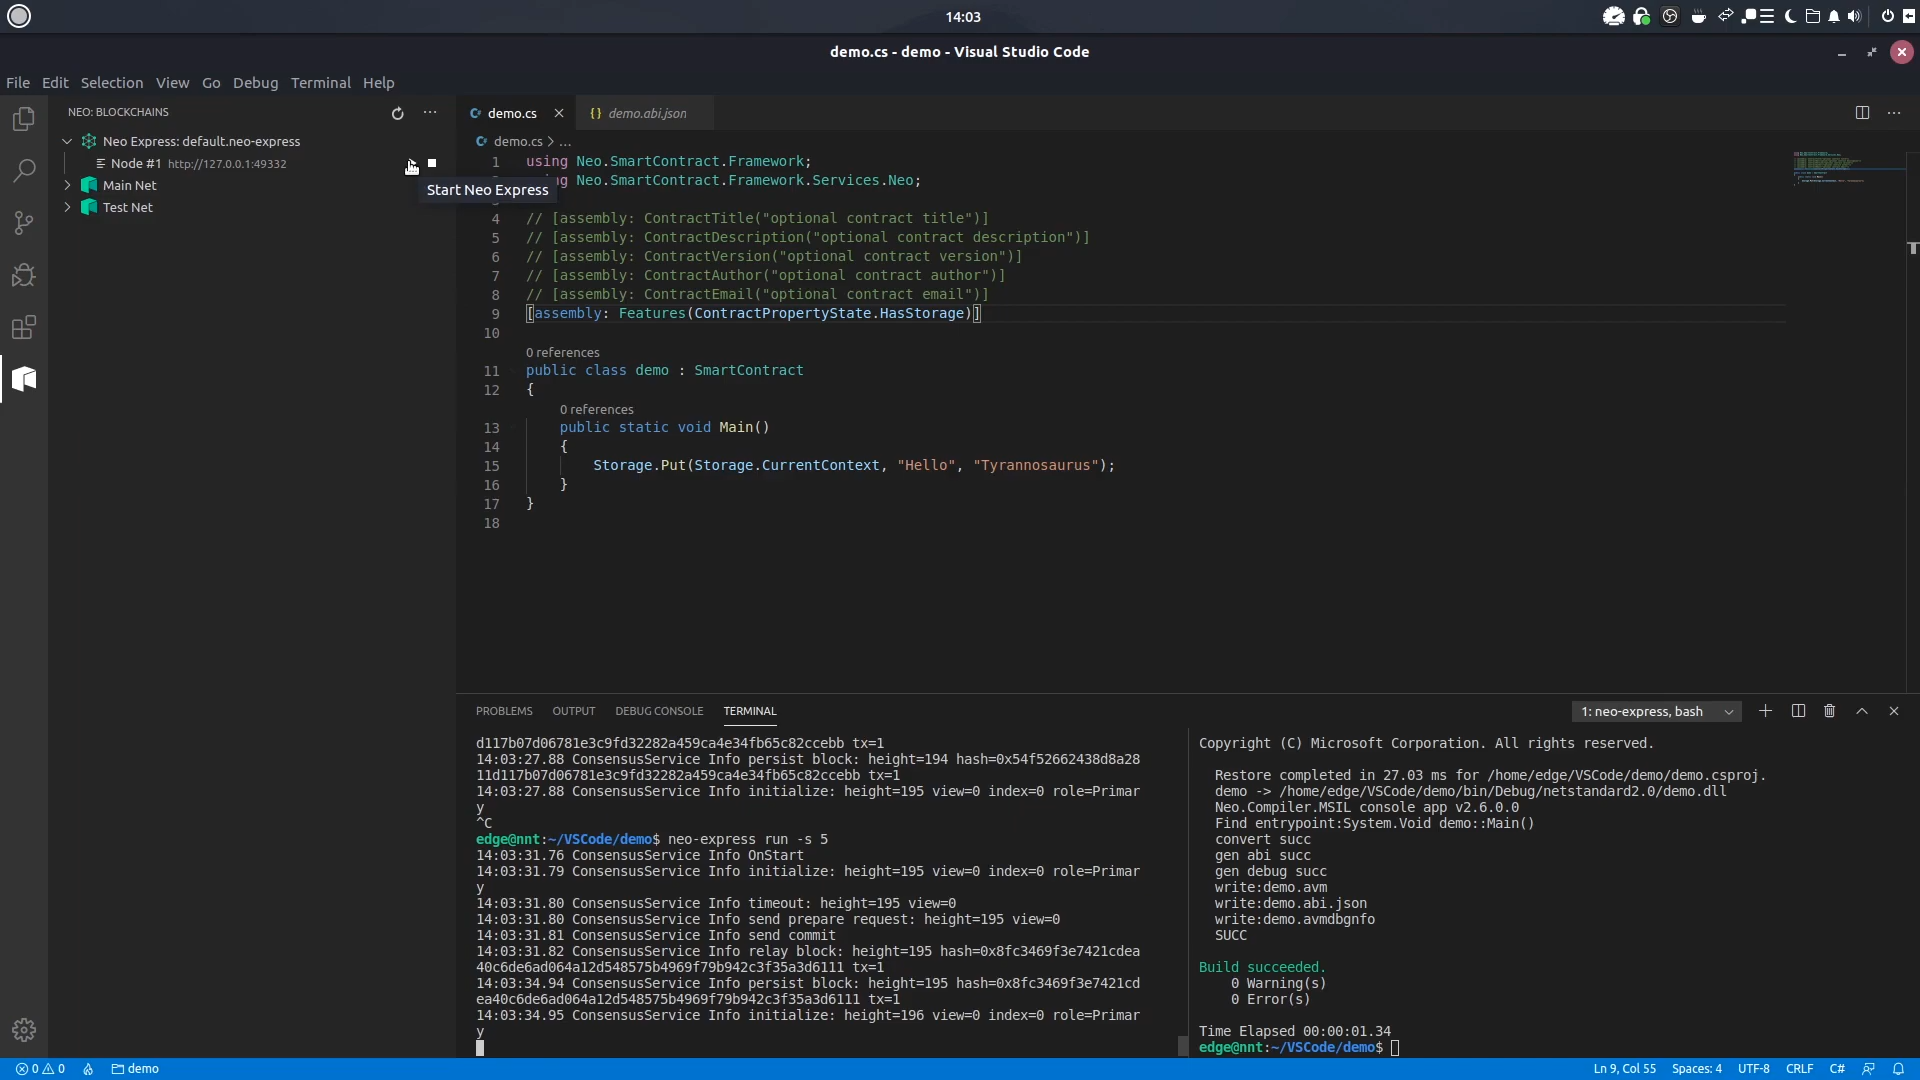 14:03
demo.cs - demo - Visual Studio Code
File Edit Selection View Go Debug Terminal Help
NEO: BLOCKCHAINS
Neo Express: default.neo-express
Node #1 http://127.0.0.1:49332
Main Net
Test Net
Start Neo Express
demo.cs
demo.abi.json
demo.cs > ...
1 using Neo.SmartContract.Framework;
ng Neo.SmartContract.Framework.Services.Neo;
4 // [assembly: ContractTitle("optional contract title")]
5 // [assembly: ContractDescription("optional contract description")]
6 // [assembly: ContractVersion("optional contract version")]
7 // [assembly: ContractAuthor("optional contract author")]
8 // [assembly: ContractEmail("optional contract email")]
9 [assembly: Features(ContractPropertyState.HasStorage)]
10
0 references
11 public class demo : SmartContract
12 {
0 references
13 public static void Main()
14 {
15 Storage.Put(Storage.CurrentContext, "Hello", "Tyrannosaurus");
16 }
17 }
18
PROBLEMS OUTPUT DEBUG CONSOLE TERMINAL
1: neo-express, bash
d117b07d06781e3c9fd32282a459ca4e34fb65c82ccebb tx=1
14:03:27.88 ConsensusService Info persist block: height=194 hash=0x54f52662438d8a28
11d117b07d06781e3c9fd32282a459ca4e34fb65c82ccebb tx=1
14:03:27.88 ConsensusService Info initialize: height=195 view=0 index=0 role=Primar
y
^C
edge@nnt:~/VSCode/demo$ neo-express run -s 5
14:03:31.76 ConsensusService Info OnStart
14:03:31.79 ConsensusService Info initialize: height=195 view=0 index=0 role=Primar
y
14:03:31.80 ConsensusService Info timeout: height=195 view=0
14:03:31.80 ConsensusService Info send prepare request: height=195 view=0
14:03:31.81 ConsensusService Info send commit
14:03:31.82 ConsensusService Info relay block: height=195 hash=0x8fc3469f3e7421cdea
40c6de6ad064a12d548575b4969f79b942c3f35a3d6111 tx=1
14:03:34.94 ConsensusService Info persist block: height=195 hash=0x8fc3469f3e7421cd
ea40c6de6ad064a12d548575b4969f79b942c3f35a3d6111 tx=1
14:03:34.95 ConsensusService Info initialize: height=196 view=0 index=0 role=Primar
y
Copyright (C) Microsoft Corporation. All rights reserved.
Restore completed in 27.03 ms for /home/edge/VSCode/demo/demo.csproj.
demo -> /home/edge/VSCode/demo/bin/Debug/netstandard2.0/demo.dll
Neo.Compiler.MSIL console app v2.6.0.0
Find entrypoint:System.Void demo::Main()
convert succ
gen abi succ
gen debug succ
write:demo.avm
write:demo.abi.json
write:demo.avmdbgnfo
SUCC
Build succeeded.
0 Warning(s)
0 Error(s)
Time Elapsed 00:00:01.34
edge@nnt:~/VSCode/demo$
0 0 demo
Ln 9, Col 55 Spaces: 4 UTF-8 CRLF C#